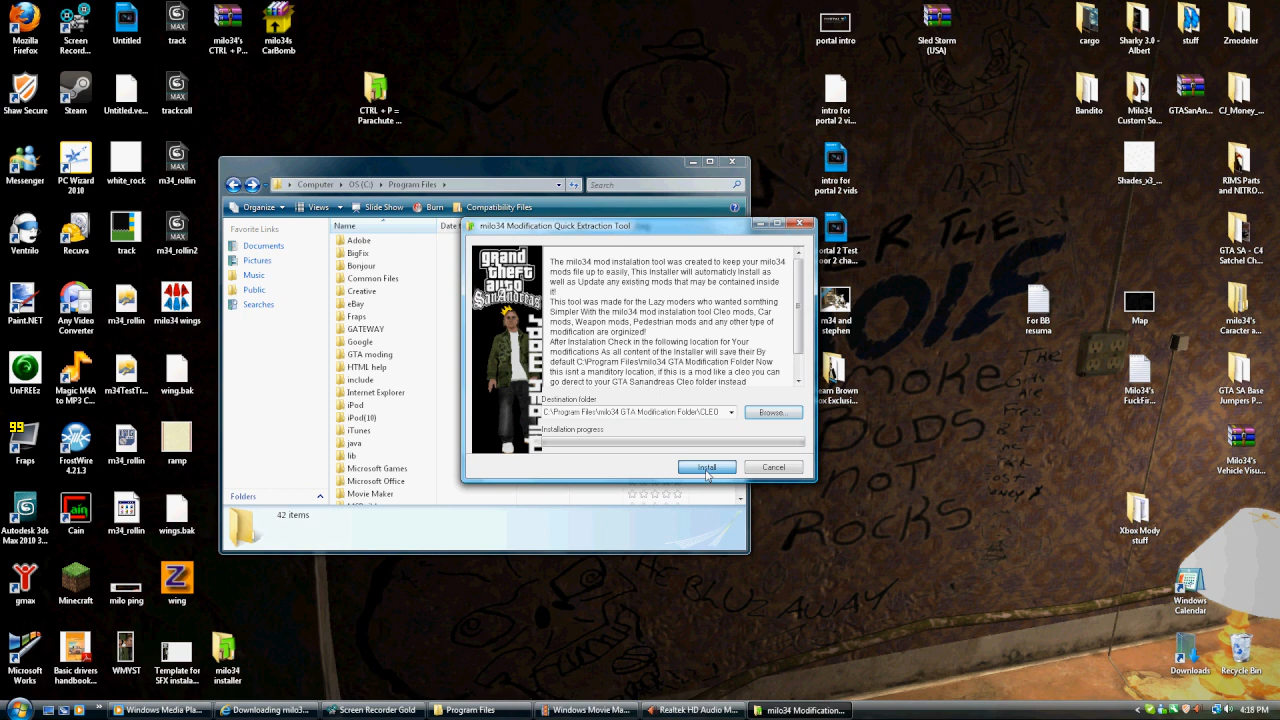 Mozilla Firefox
Screen Record...
Untitled
track
milo34's CTRL + P...
milo34s CarBomb
portal intro
Sled Storm (USA)
cargo
Sharky 3.0 - Albert
stuff
Zmodeler
Shaw Secure
Steam
Untitled.ve...
trackcoll
CTRL + P = Parachute ...
intro for portal 2 vi...
Bandito
Milo34 Custom So...
GTASanAn...
CJ_Money_...
Messenger
PC Wizard 2010
white_rock
m34_rollin
intro for portal 2 vids
Shades_x3_...
RIMS Parts and NITRO...
Computer
OS (C:)
Program Files
Search
Organize
Views
Slide Show
Burn
Compatibility Files
Ventrilo
Recuva
track
m34_rollin2
Favorite Links
Documents
Pictures
Music
Public
Searches
Name
Date
Adobe
BigFix
Bonjour
Common Files
Creative
eBay
Fraps
GATEWAY
Google
GTA moding
HTML help
include
Internet Explorer
iPod
iPod(10)
iTunes
java
lib
Microsoft Games
Microsoft Office
Movie Maker
Folders
42 items
milo34 Modification Quick Extraction Tool
grand theft auto
San Andreas
The milo34 mod instalation tool was created to keep your milo34
mods file up to easily, This Installer will automaticly Install as
well as Update any existing mods that may be contained inside
it!
This tool was made for the Lazy moders who wanted somthing
Simpler With the milo34 mod instalation tool Cleo mods, Car
mods, Weapon mods, Pedestrian mods and any other type of
modification are orginized!
After Instalation Check in the following location for Your
modifications As all content of the Installer will save their By
default C:\Program Files\milo34 GTA Modification Folder Now
this isnt a manditory location, if this is a mod like a cleo you can
go derect to your GTA Sanandreas Cleo folder instead
Destination folder
C:\Program Files\milo34 GTA Modification Folder\CLEO
Browse...
Installation progress
Install
Cancel
GTA SA - C4 Satchel Ch...
Paint.NET
Any Video Converter
m34_rollin
milo34 wings
m34 and stephen
For BB resuma
Map
milo34's Caracter a...
UnFREEz
Magic M4A to MP3 C...
m34TestTr...
wing.bak
Milo34's FuckFir...
GTA SA Base Jumpers P...
99
Fraps
FrostWire 4.21.3
m34_rollin
ramp
Milo34's Vehicle Visu...
Autodesk 3ds Max 2010 3...
Cain
m34_rollin
wings.bak
Xbox Mody stuff
gmax
Minecraft
milo ping
wing
Windows Calendar
Microsoft Works
Basic drivers handbook...
WMYST
Template for SFX instala...
milo34 installer
Downloads
Recycle Bin
Windows Media Pla...
Downloading milo3...
Screen Recorder Gold
Program Files
Windows Movie Ma...
Realtek HD Audio M...
milo34 Modification...
4:18 PM